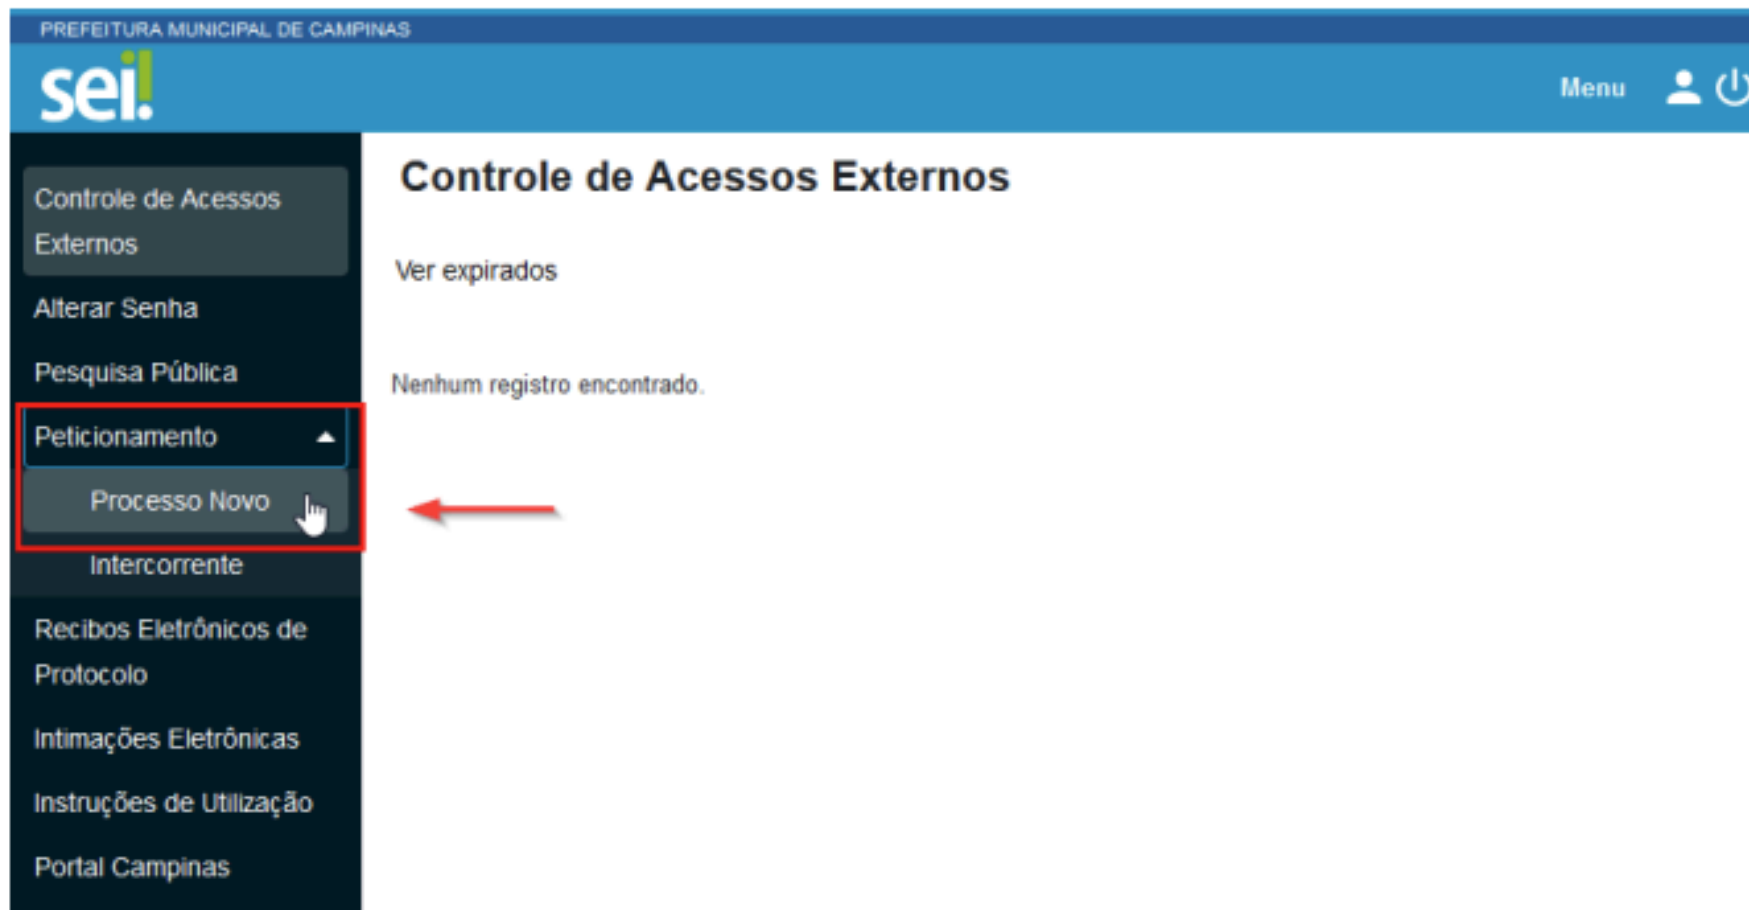 PREFEITURA MUNICIPAL DE CAMPINAS
sei!
Menu
Controle de Acessos
Externos
Alterar Senha
Pesquisa Pública
Peticionamento
Processo Novo
Intercorrente
Recibos Eletrônicos de
Protocolo
Intimações Eletrônicas
Instruções de Utilização
Portal Campinas
Controle de Acessos Externos
Ver expirados
Nenhum registro encontrado.